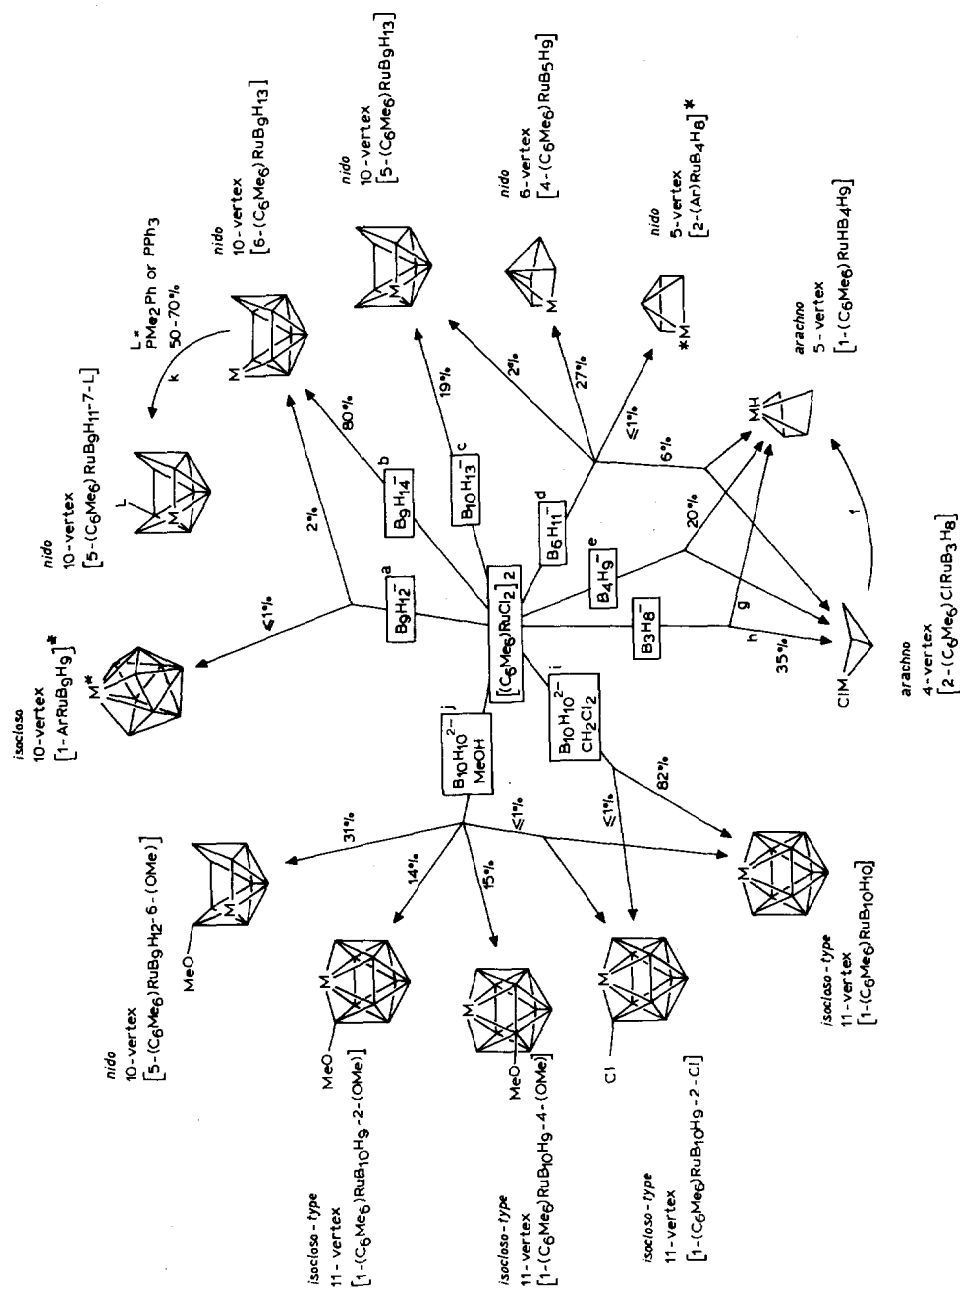 isocloso
10-vertex
[1-ArRuB9H9]*
M*
≤1%
nido
10-vertex
[5-(C6Me6)RuB9H11-7-L]
L
M
k
L=
PMe2Ph or PPh3
50-70%
nido
10-vertex
[6-(C6Me6)RuB9H13]
M
2%
80%
B9H12- a
B9H14- b
nido
10-vertex
[5-(C6Me6)RuB9H13]
M
19%
2%
B10H13- c
nido
6-vertex
[4-(C6Me6)RuB5H9]
M
27%
B6H11- d
nido
5-vertex
[2-(Ar)RuB4H8]*
*M
≤1%
6%
B4H9- e
20%
arachno
5-vertex
[1-(C6Me6)RuHB4H9]
MH
f
[(C6Me6)RuCl2]2
B3H8-
g
h
35%
ClM
arachno
4-vertex
[2-(C6Me6)ClRuB3H8]
B10H10 2- i
CH2Cl2
≤1%
82%
B10H10 2- j
MeOH
31%
14%
15%
≤1%
nido
10-vertex
[5-(C6Me6)RuB9H12-6-(OMe)]
MeO
M
isocloso-type
11-vertex
[1-(C6Me6)RuB10H9-2-(OMe)]
MeO
M
isocloso-type
11-vertex
[1-(C6Me6)RuB10H9-4-(OMe)]
MeO
M
isocloso-type
11-vertex
[1-(C6Me6)RuB10H9-2-Cl]
Cl
M
isocloso-type
11-vertex
[1-(C6Me6)RuB10H10]
M